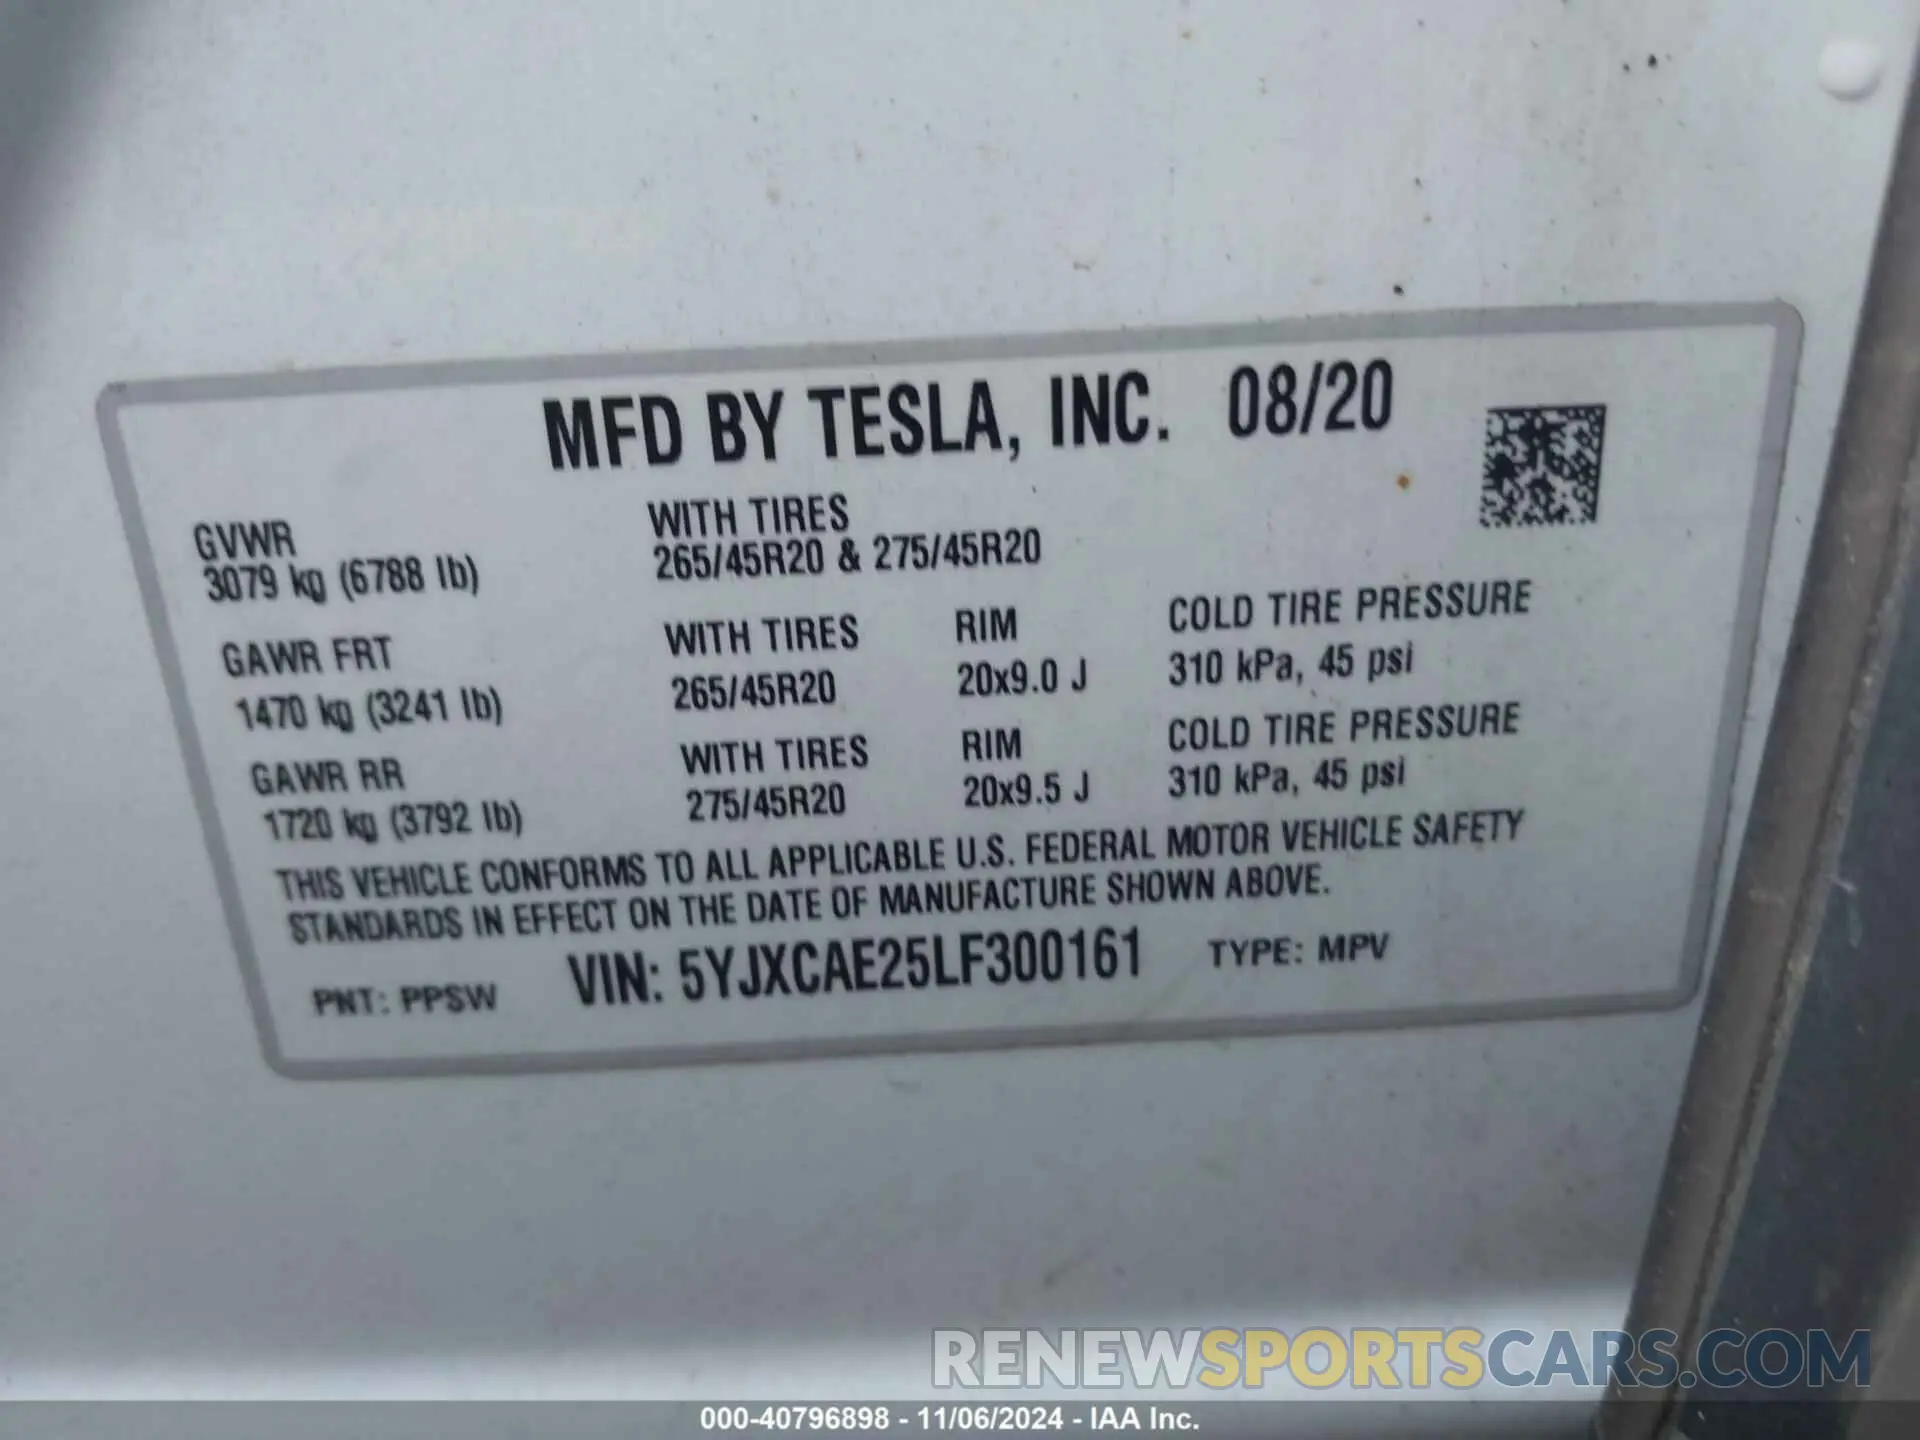 MFD BY TESLA, INC. 08/20
GVWR
3079 kg (6788 lb)
WITH TIRES
265/45R20 & 275/45R20
GAWR FRT
1470 kg (3241 lb)
WITH TIRES
265/45R20
RIM
20x9.0 J
COLD TIRE PRESSURE
310 kPa, 45 psi
GAWR RR
1720 kg (3792 lb)
WITH TIRES
275/45R20
RIM
20x9.5 J
COLD TIRE PRESSURE
310 kPa, 45 psi
THIS VEHICLE CONFORMS TO ALL APPLICABLE U.S. FEDERAL MOTOR VEHICLE SAFETY
STANDARDS IN EFFECT ON THE DATE OF MANUFACTURE SHOWN ABOVE.
PNT: PPSW VIN: 5YJXCAE25LF300161 TYPE: MPV
RENEWSPORTSCARS.COM
000-40796898 - 11/06/2024 - IAA Inc.